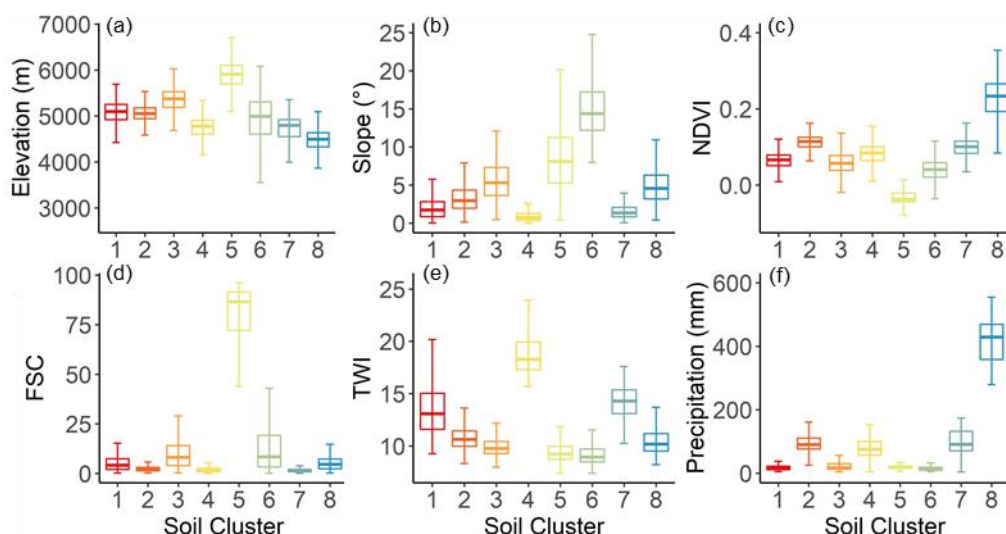 (a)
Elevation (m)
7000
6000
5000
4000
3000
1 2 3 4 5 6 7 8
(b)
Slope (°)
25
20
15
10
5
0
1 2 3 4 5 6 7 8
(c)
NDVI
0.4
0.2
0.0
1 2 3 4 5 6 7 8
(d)
FSC
100
75
50
25
0
1 2 3 4 5 6 7 8
Soil Cluster
(e)
TWI
25
20
15
10
1 2 3 4 5 6 7 8
Soil Cluster
(f)
Precipitation (mm)
600
400
200
0
1 2 3 4 5 6 7 8
Soil Cluster